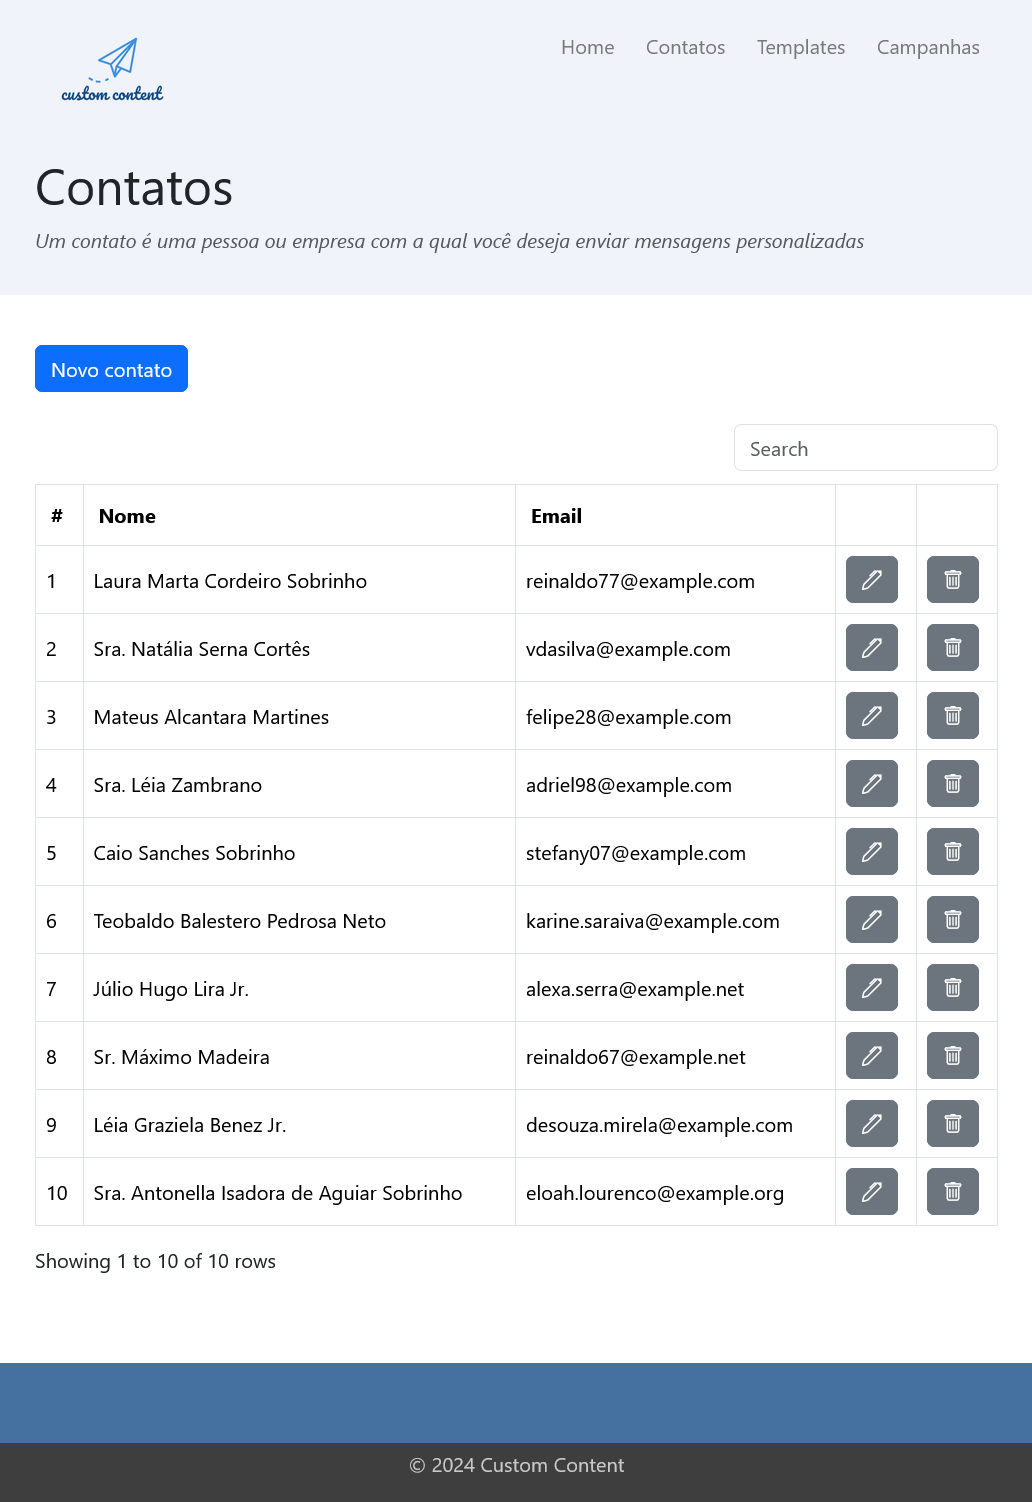 custom content
Home Contatos Templates Campanhas
Contatos
Um contato é uma pessoa ou empresa com a qual você deseja enviar mensagens personalizadas
Novo contato
Search
# Nome Email
1 Laura Marta Cordeiro Sobrinho reinaldo77@example.com
2 Sra. Natália Serna Cortês vdasilva@example.com
3 Mateus Alcantara Martines felipe28@example.com
4 Sra. Léia Zambrano adriel98@example.com
5 Caio Sanches Sobrinho stefany07@example.com
6 Teobaldo Balestero Pedrosa Neto karine.saraiva@example.com
7 Júlio Hugo Lira Jr. alexa.serra@example.net
8 Sr. Máximo Madeira reinaldo67@example.net
9 Léia Graziela Benez Jr. desouza.mirela@example.com
10 Sra. Antonella Isadora de Aguiar Sobrinho eloah.lourenco@example.org
Showing 1 to 10 of 10 rows
© 2024 Custom Content